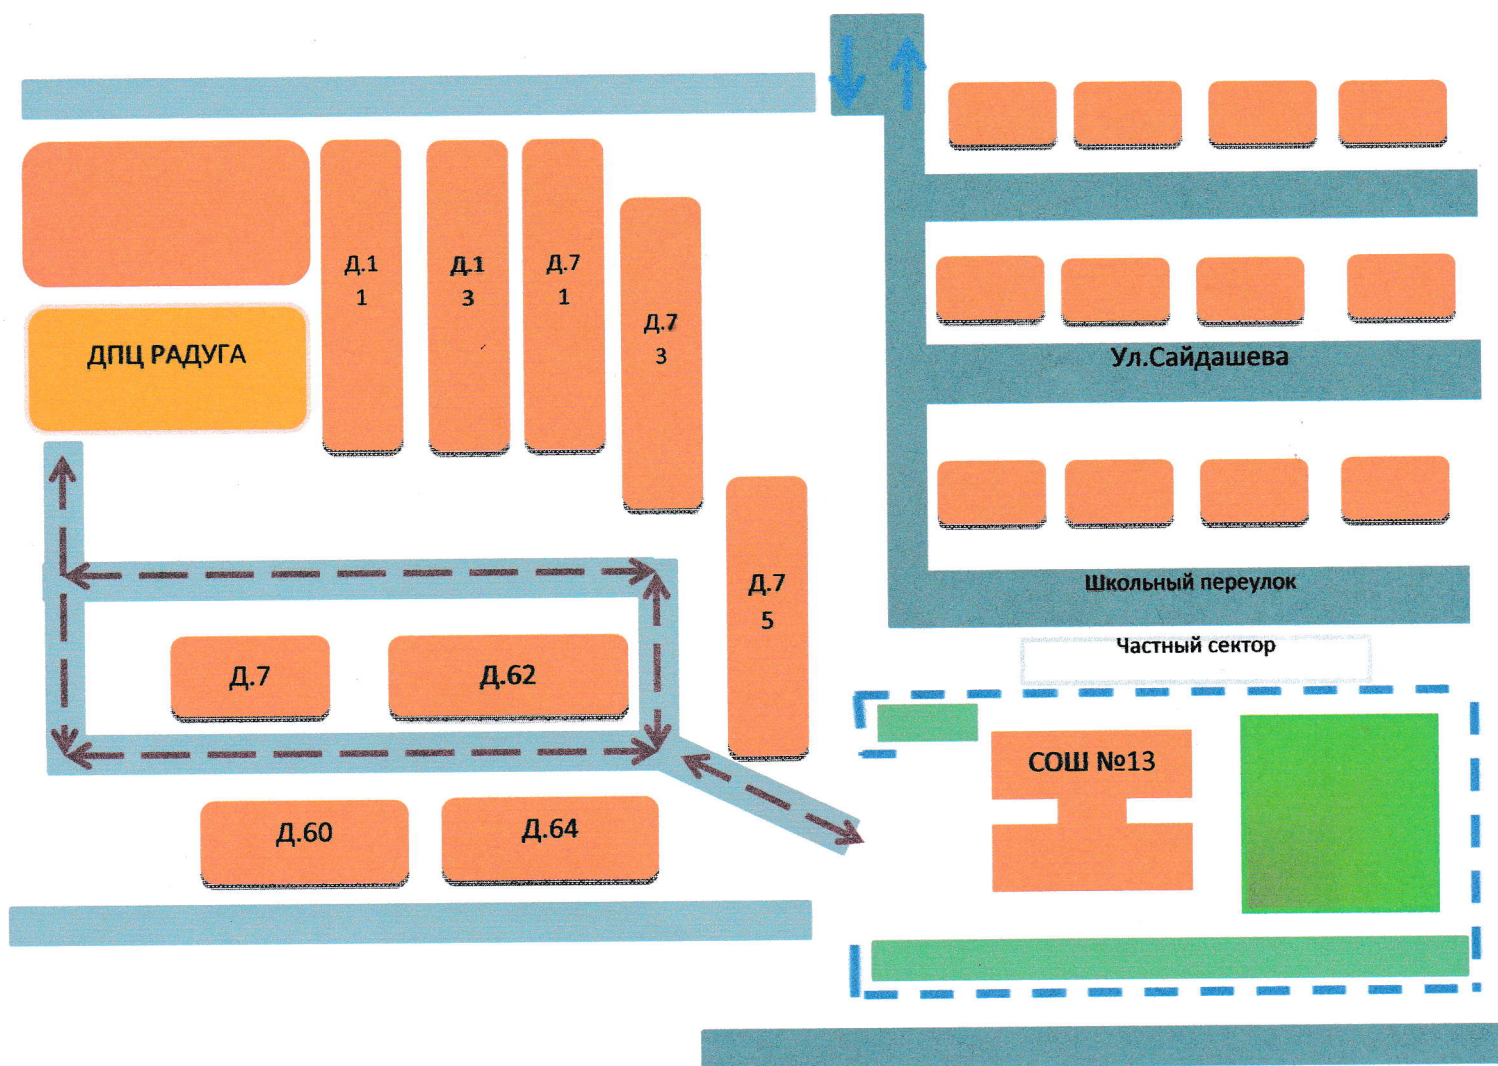 Д.1
1
Д.1
3
Д.7
1
Д.7
3
ДПЦ РАДУГА
Ул.Сайдашева
Д.7
5
Школьный переулок
Частный сектор
Д.7
Д.62
СОШ №13
Д.60
Д.64